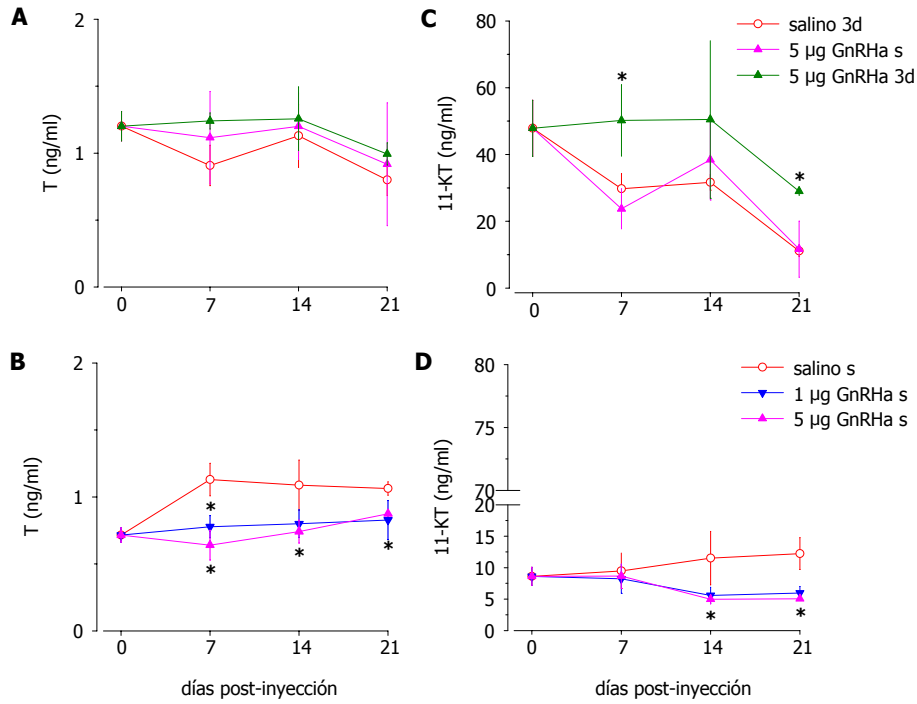 A
2
1
0
T (ng/ml)
0
7
14
21
C
80
60
40
20
0
11-KT (ng/ml)
*
*
0
7
14
21
salino 3d
5 µg GnRHa s
5 µg GnRHa 3d
B
2
1
0
T (ng/ml)
*
*
*
*
0
7
14
21
días post-inyección
D
80
75
70
20
15
10
5
0
11-KT (ng/ml)
*
*
0
7
14
21
días post-inyección
salino s
1 µg GnRHa s
5 µg GnRHa s